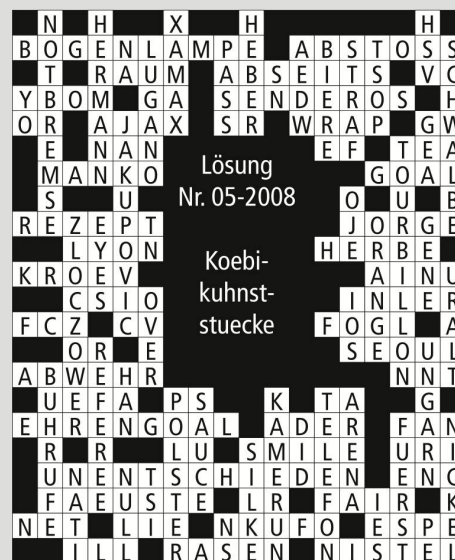 N H X H H
BOGENLAMPE ABSTOSS
T RAUM ABSEITS VC
YBOM GA SENDEROS H
OR AJAX SR WRAP GW
E NAN EF TEA
MANKO GOAL
S U O U B
REZEPT JORGE
LYON HERBE
KROEV AINU
CSIO INLER
FCZ CV FOGL A
OR E SEOUL
ABWEHR NNT
UEFA PS K TA G
EHRENGOAL ADER FAN
R R LU SMILE URI
UNENTSCHIEDEN ENG
FAEUSTE LR FAIR K
NET LIE NKUFO ESPE
ILL RASEN NISTEL
Lösung
Nr. 05-2008
Koebi-
kuhnst-
stuecke